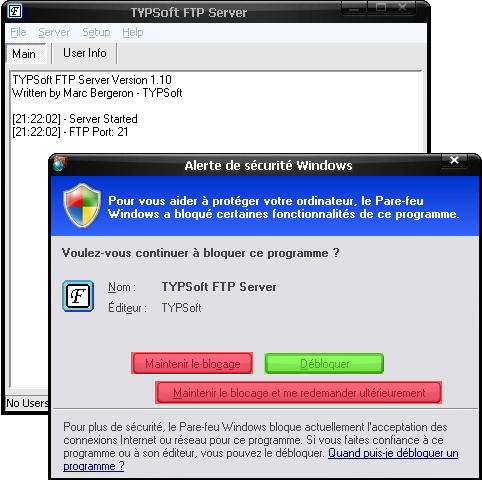 TYPSoft FTP Server
File Server Setup Help
Main User Info
TYPSoft FTP Server Version 1.10
Written by Marc Bergeron - TYPSoft
[21:22:02] - Server Started
[21:22:02] - FTP Port: 21
No Users
Alerte de sécurité Windows
Pour vous aider à protéger votre ordinateur, le Pare-feu
Windows a bloqué certaines fonctionnalités de ce programme.
Voulez-vous continuer à bloquer ce programme ?
F
Nom : TYPSoft FTP Server
Éditeur : TYPSoft
Maintenir le blocage Débloquer
Maintenir le blocage et me redemander ultérieurement
Pour plus de sécurité, le Pare-feu Windows bloque actuellement l'acceptation des
connexions Internet ou réseau pour ce programme. Si vous faites confiance à ce
programme ou à son éditeur, vous pouvez le débloquer. Quand puis-je débloquer un
programme ?